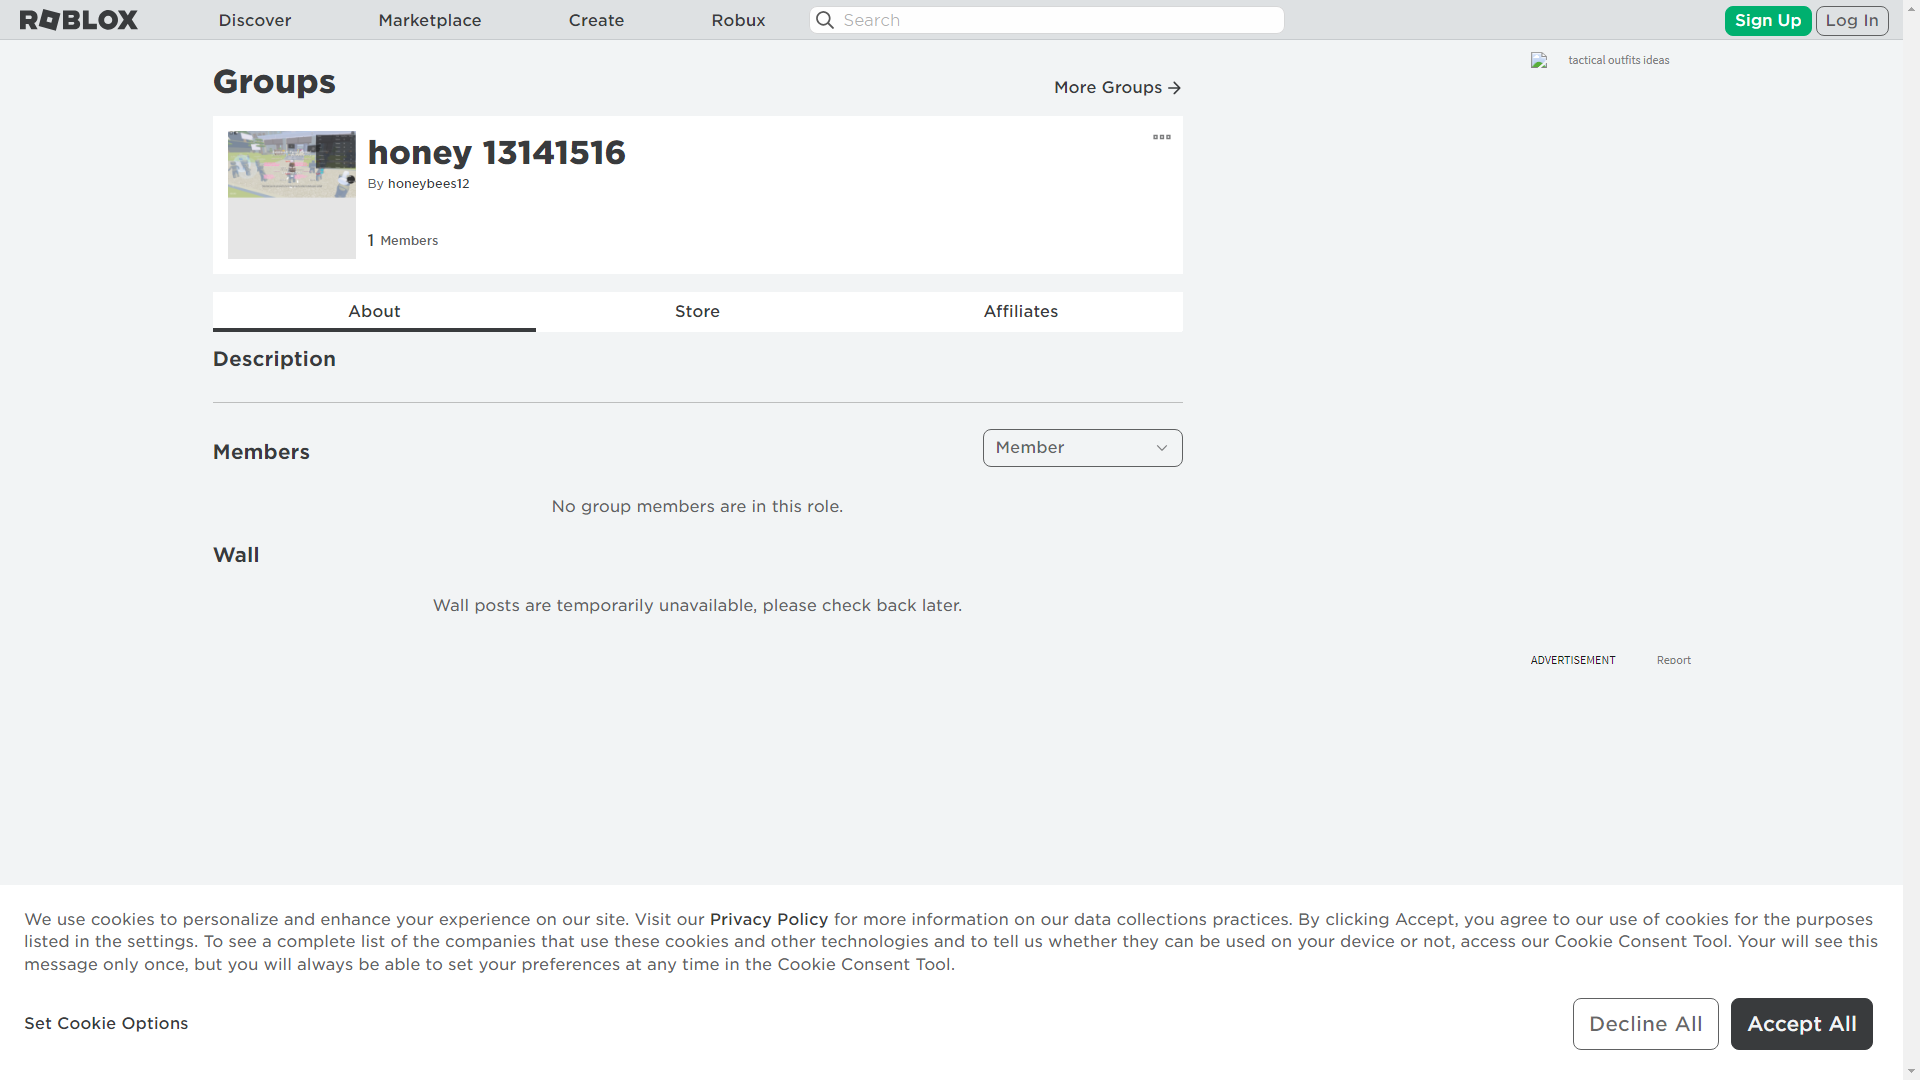 ROBLOX Discover Marketplace Create Robux Search Sign Up Log In
tactical outfits ideas
Groups
More Groups
honey 13141516
By honeybees12
1 Members
About Store Affiliates
Description
Members
Member
No group members are in this role.
Wall
Wall posts are temporarily unavailable, please check back later.
ADVERTISEMENT Report
We use cookies to personalize and enhance your experience on our site. Visit our Privacy Policy for more information on our data collections practices. By clicking Accept, you agree to our use of cookies for the purposes
listed in the settings. To see a complete list of the companies that use these cookies and other technologies and to tell us whether they can be used on your device or not, access our Cookie Consent Tool. Your will see this
message only once, but you will always be able to set your preferences at any time in the Cookie Consent Tool.
Set Cookie Options
Decline All
Accept All